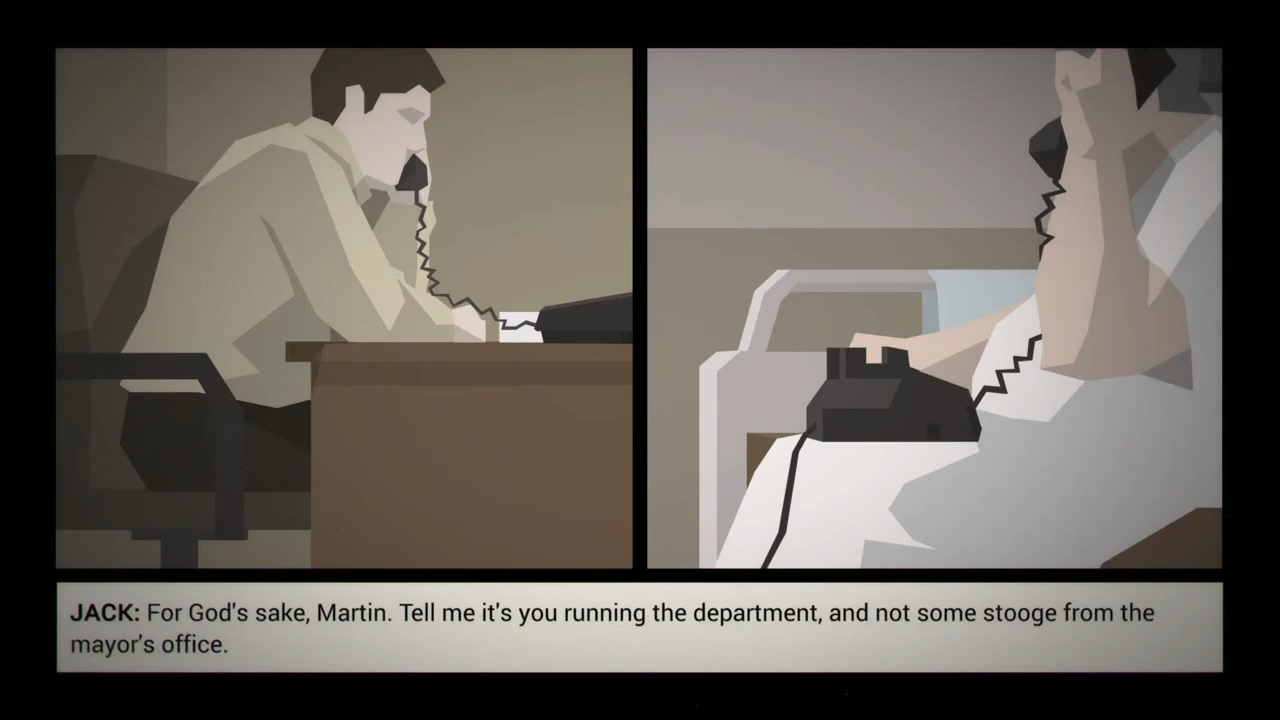 JACK: For God's sake, Martin. Tell me it's you running the department, and not some stooge from the
mayor's office.